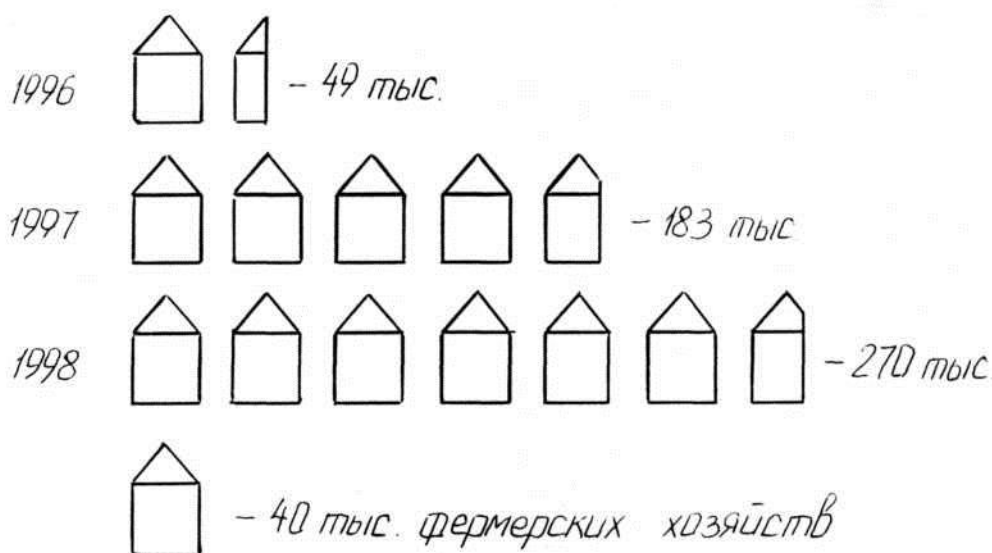 1996 - 49 тыс.
1997 - 183 тыс
1998 - 270 тыс
- 40 тыс. фермерских хозяйств